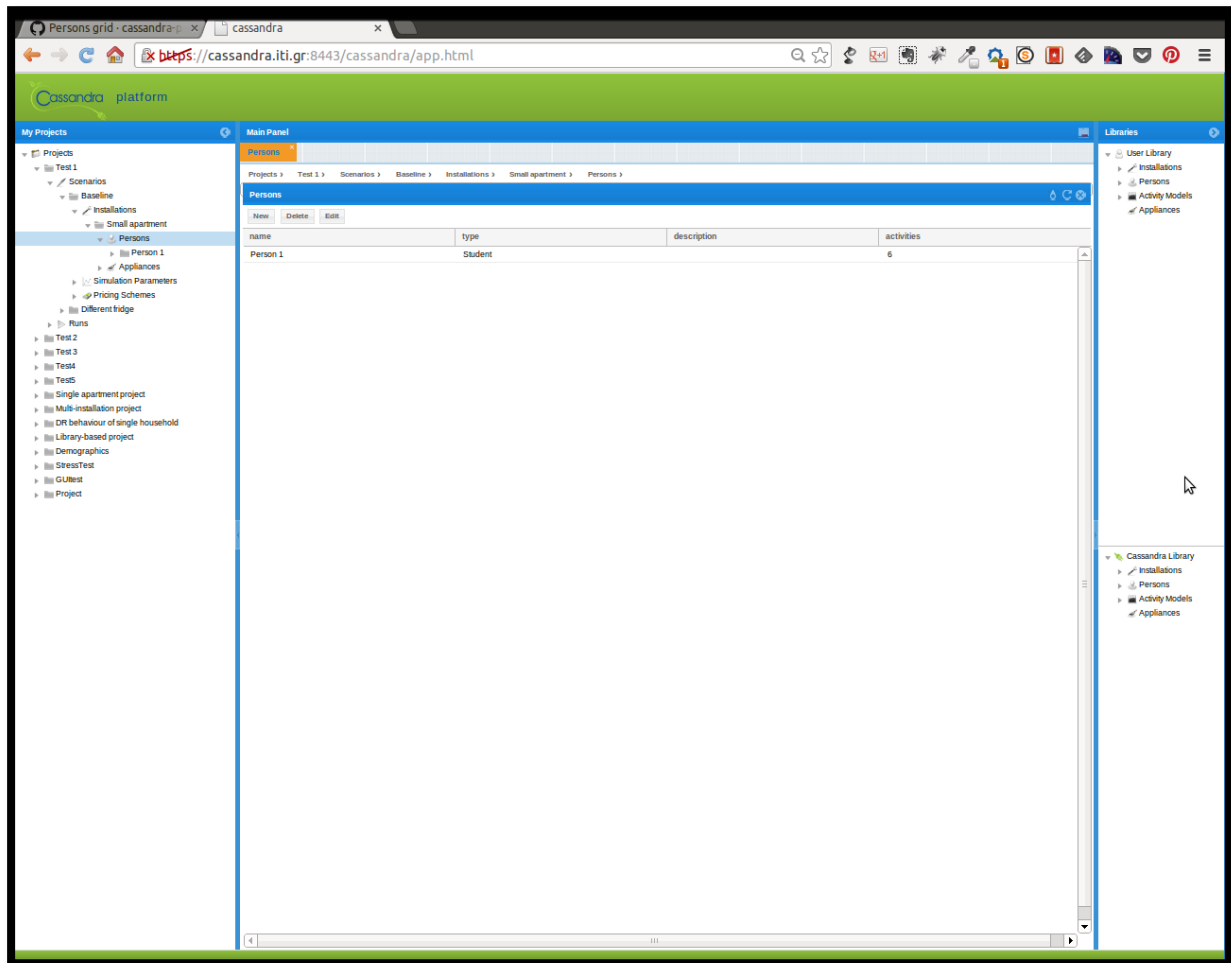 Persons grid · cassandra-p
cassandra
https://cassandra.iti.gr:8443/cassandra/app.html
Cassandra platform
My Projects
Projects
Test 1
Scenarios
Baseline
Installations
Small apartment
Persons
Person 1
Appliances
Simulation Parameters
Pricing Schemes
Different fridge
Runs
Test 2
Test 3
Test4
Test5
Single apartment project
Multi-installation project
DR behaviour of single household
Library-based project
Demographics
StressTest
GUItest
Project
Main Panel
Persons
Projects › Test 1 › Scenarios › Baseline › Installations › Small apartment › Persons ›
Persons
New Delete Edit
name type description activities
Person 1 Student 6
Libraries
User Library
Installations
Persons
Activity Models
Appliances
Cassandra Library
Installations
Persons
Activity Models
Appliances